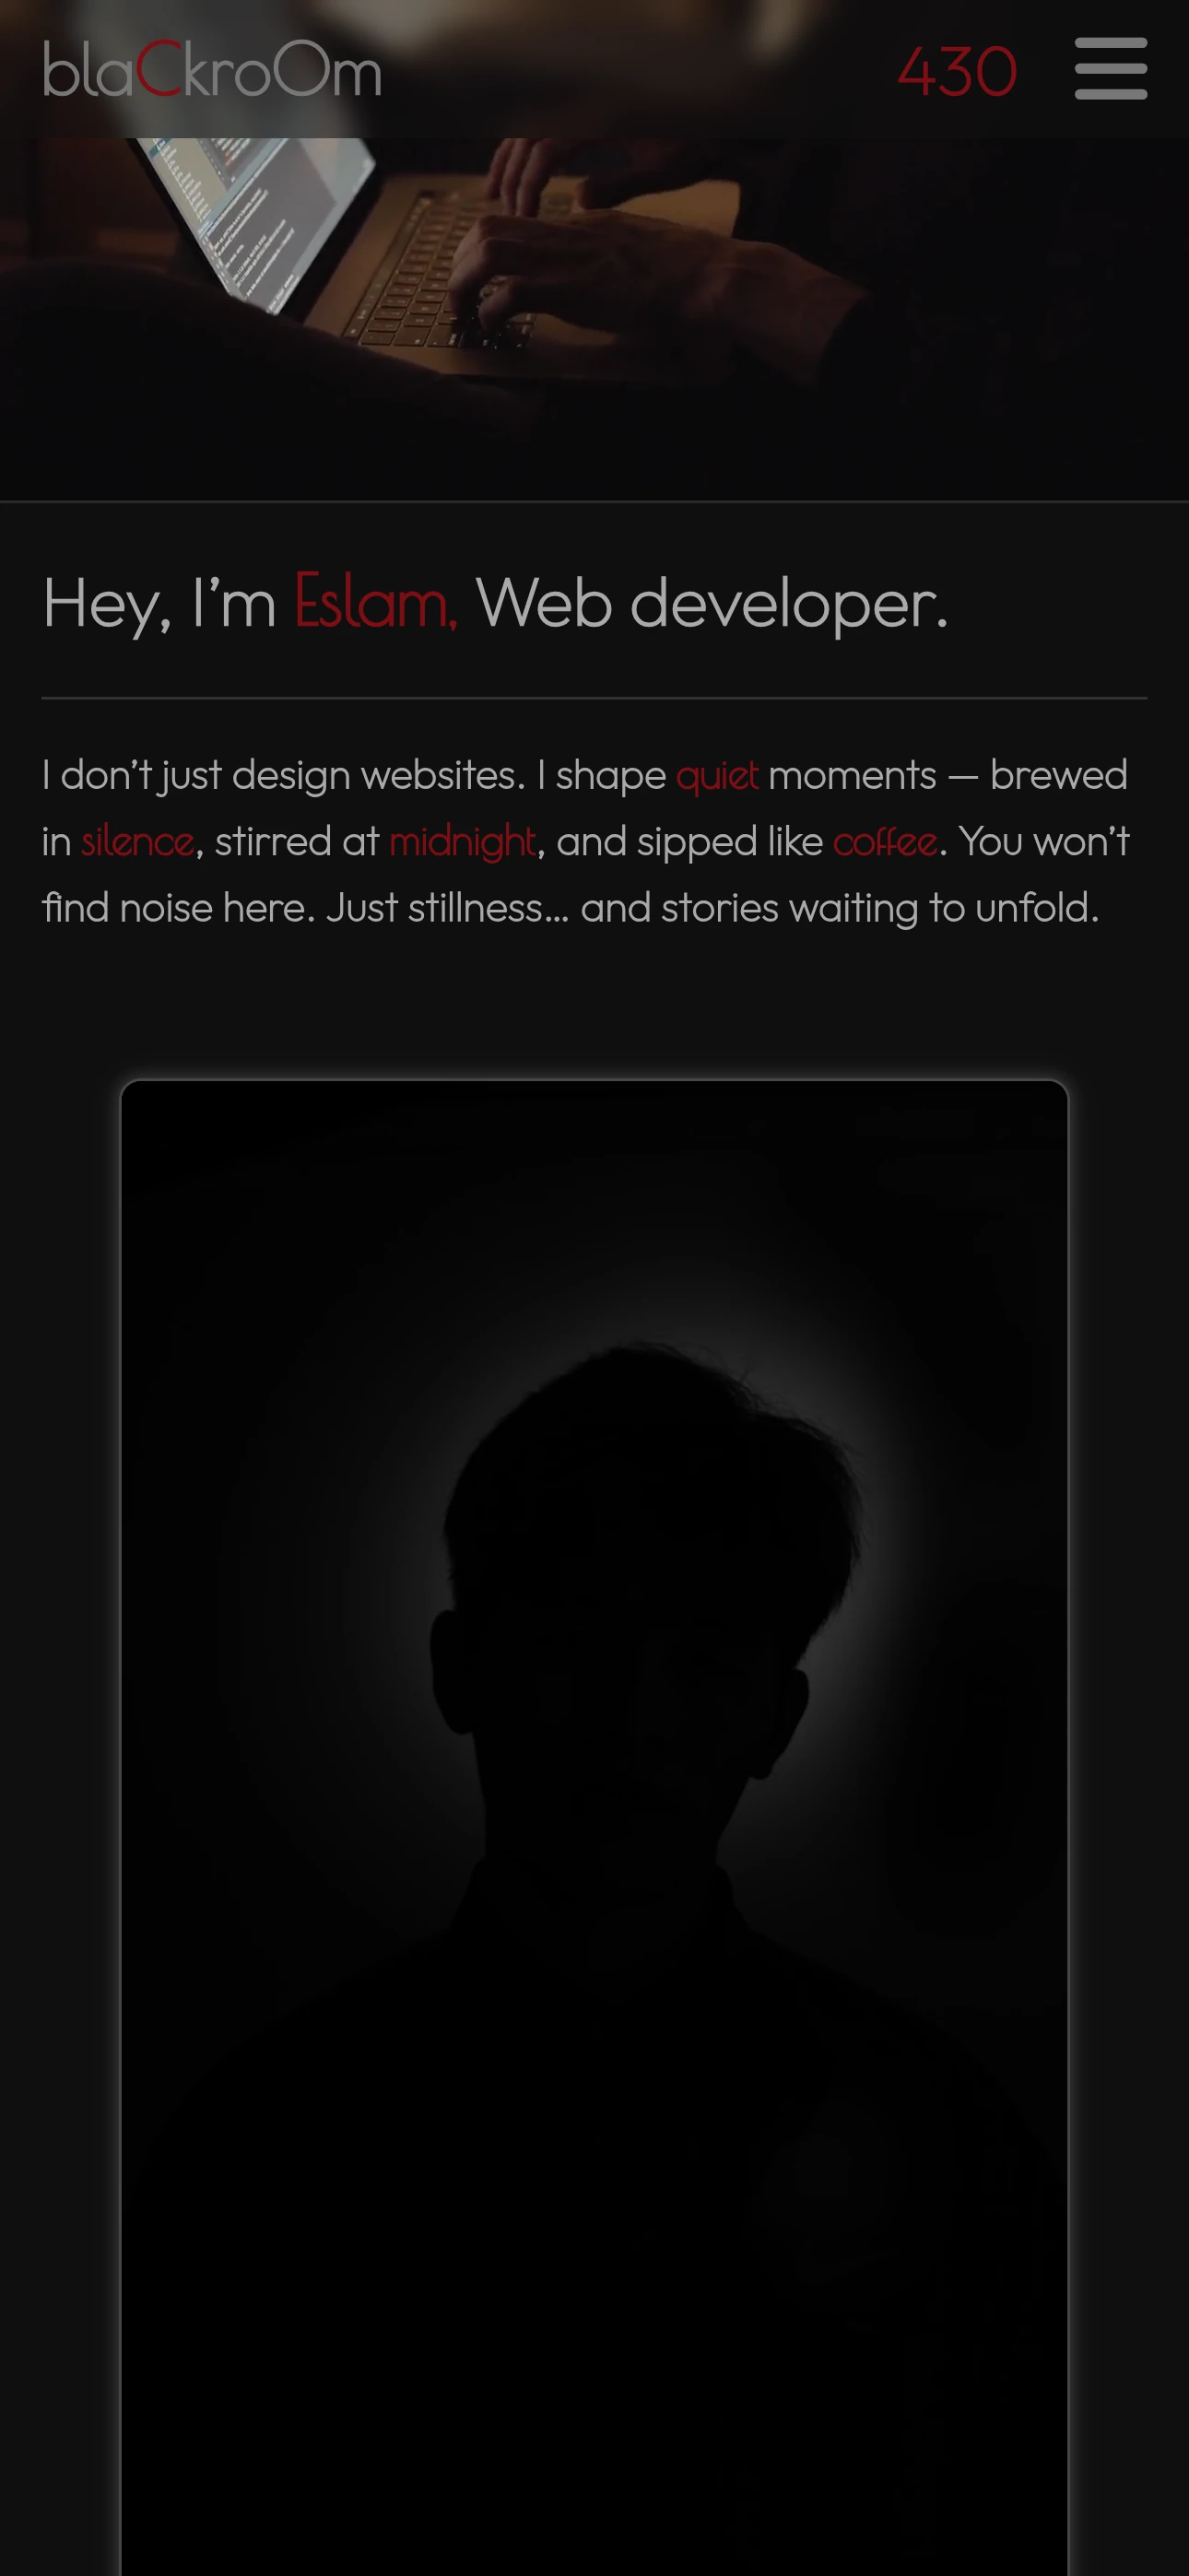 blaCkroOm
430
Hey, I’m Eslam, Web developer.
I don’t just design websites. I shape quiet moments — brewed
in silence, stirred at midnight, and sipped like coffee. You won’t
find noise here. Just stillness... and stories waiting to unfold.